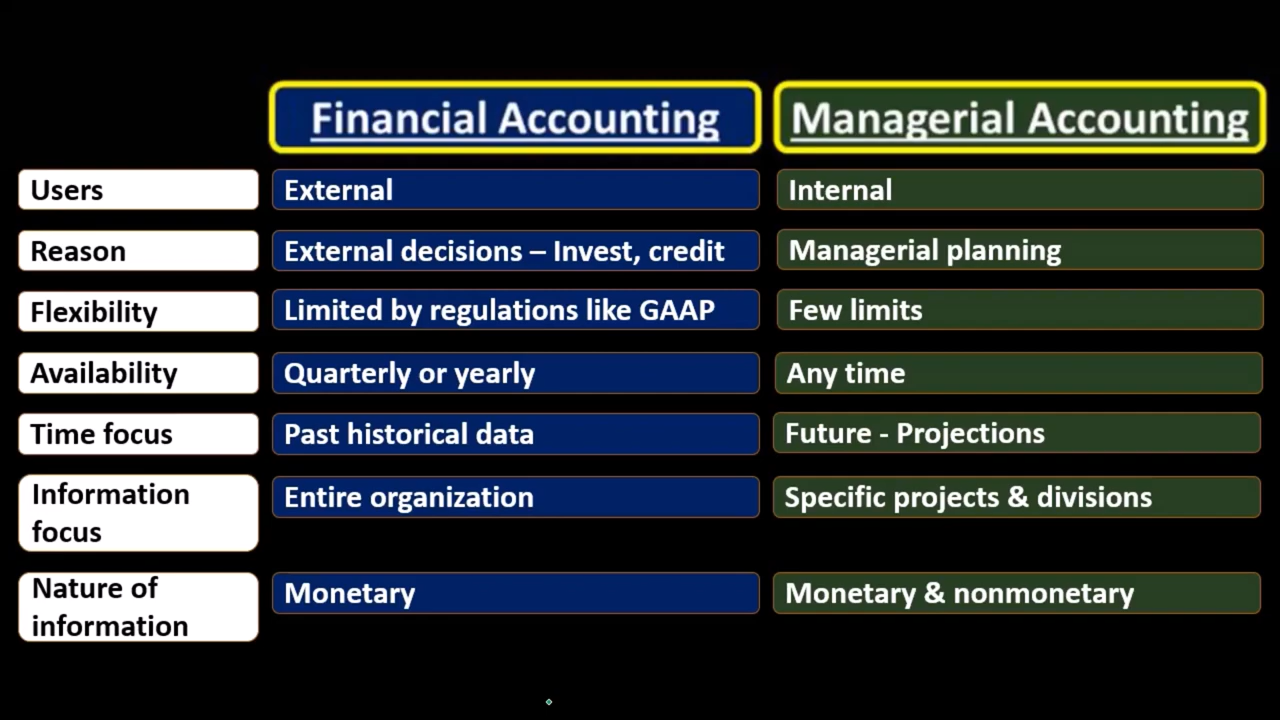 Financial Accounting Managerial Accounting
Users External Internal
Reason External decisions – Invest, credit Managerial planning
Flexibility Limited by regulations like GAAP Few limits
Availability Quarterly or yearly Any time
Time focus Past historical data Future - Projections
Information
focus
Entire organization Specific projects & divisions
Nature of
information
Monetary Monetary & nonmonetary